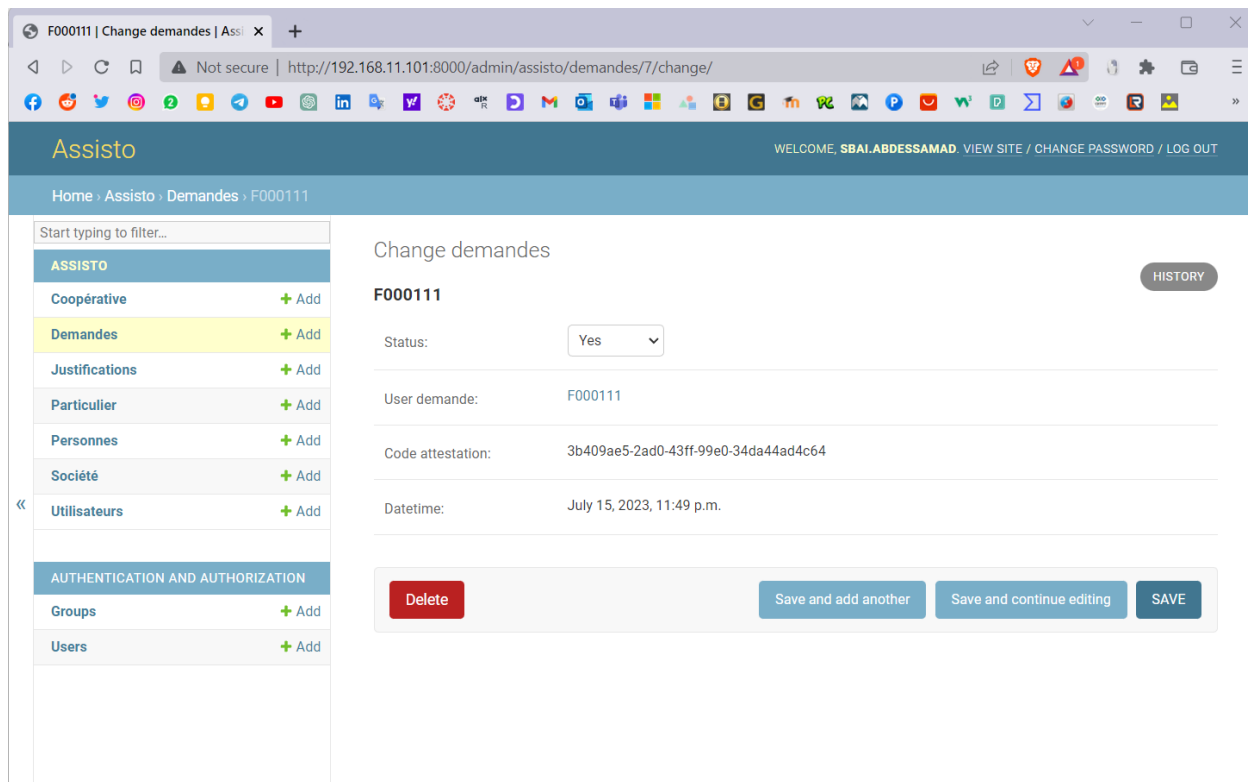 F000111 | Change demandes | Assi
Not secure | http://192.168.11.101:8000/admin/assisto/demandes/7/change/
Assisto
WELCOME, SBAI.ABDESSAMAD. VIEW SITE / CHANGE PASSWORD / LOG OUT
Home › Assisto › Demandes › F000111
Start typing to filter...
ASSISTO
Coopérative + Add
Demandes + Add
Justifications + Add
Particulier + Add
Personnes + Add
Société + Add
Utilisateurs + Add
AUTHENTICATION AND AUTHORIZATION
Groups + Add
Users + Add
Change demandes
HISTORY
F000111
Status: Yes
User demande: F000111
Code attestation: 3b409ae5-2ad0-43ff-99e0-34da44ad4c64
Datetime: July 15, 2023, 11:49 p.m.
Delete Save and add another Save and continue editing SAVE